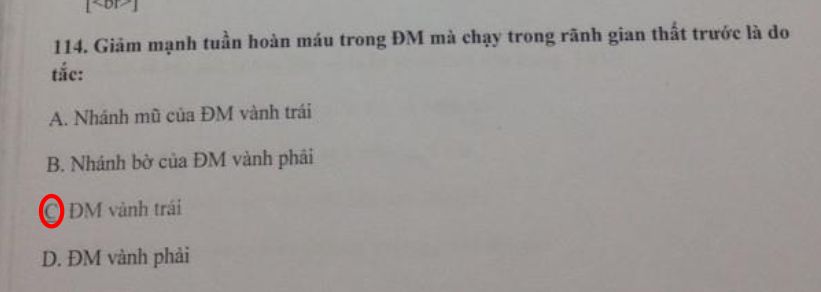 [<br>]
114. Giảm mạnh tuần hoàn máu trong ĐM mà chạy trong rãnh gian thất trước là do
tắc:
A. Nhánh mũ của ĐM vành trái
B. Nhánh bờ của ĐM vành phải
C ĐM vành trái
D. ĐM vành phải